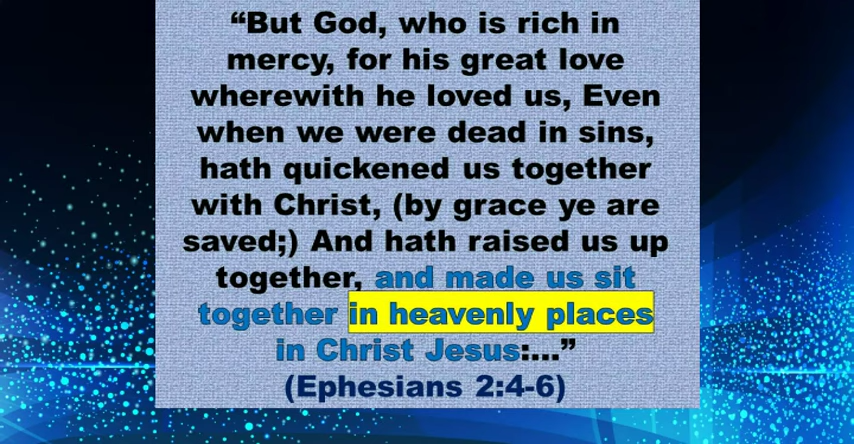 “But God, who is rich in
mercy, for his great love
wherewith he loved us, Even
when we were dead in sins,
hath quickened us together
with Christ, (by grace ye are
saved;) And hath raised us up
together, and made us sit
together in heavenly places
in Christ Jesus:...”
(Ephesians 2:4-6)